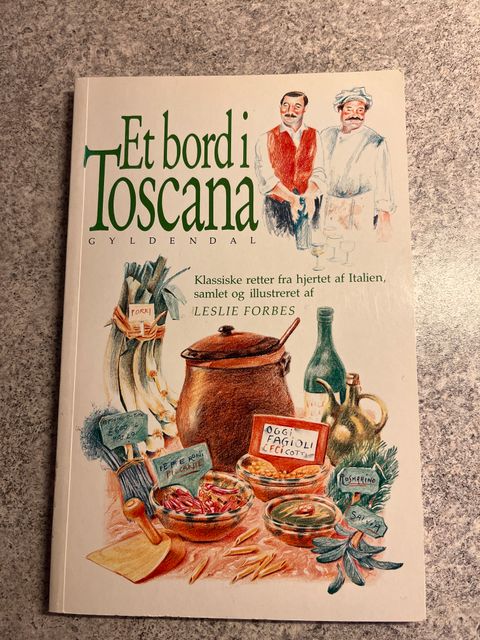 Et bord i
Toscana
GYLDENDAL
Klassiske retter fra hjertet af Italien,
samlet og illustreret af
LESLIE FORBES
PORRI
OGGI
FAGIOLI
ROSMARINO
SALVIA